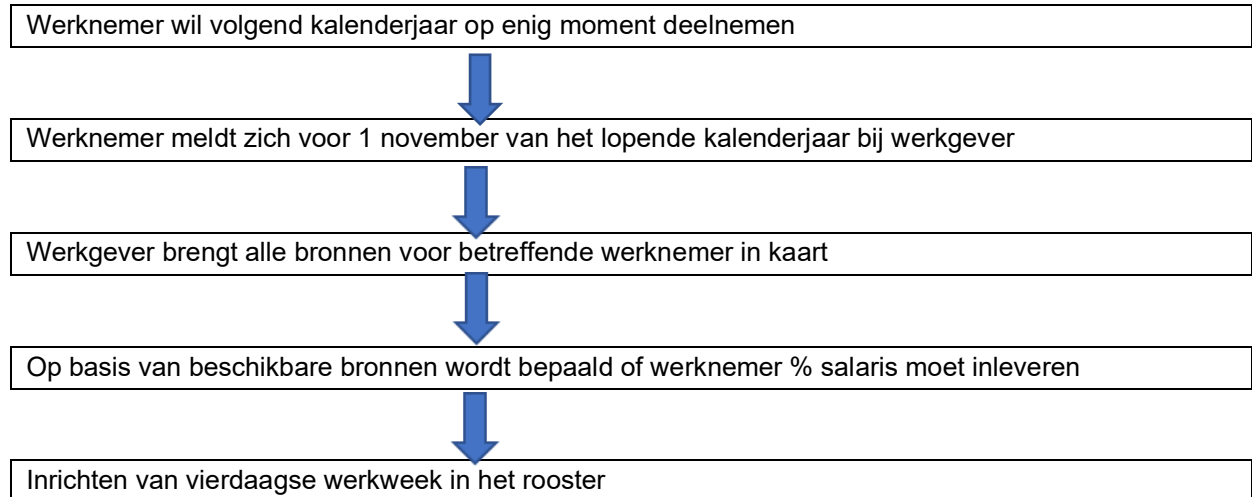 Werknemer wil volgend kalenderjaar op enig moment deelnemen
Werknemer meldt zich voor 1 november van het lopende kalenderjaar bij werkgever
Werkgever brengt alle bronnen voor betreffende werknemer in kaart
Op basis van beschikbare bronnen wordt bepaald of werknemer % salaris moet inleveren
Inrichten van vierdaagse werkweek in het rooster